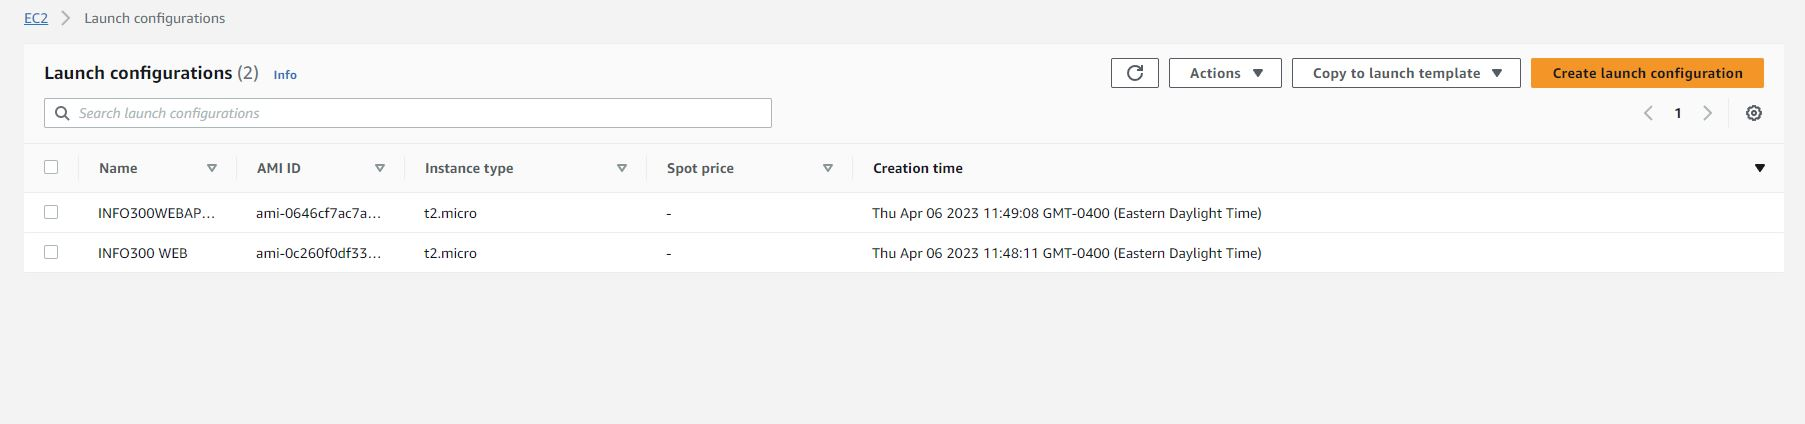 EC2 > Launch configurations
Launch configurations (2) Info
Actions
Copy to launch template
Create launch configuration
Search launch configurations
1
Name AMI ID Instance type Spot price Creation time
INFO300WEBAP... ami-0646cf7ac7a... t2.micro - Thu Apr 06 2023 11:49:08 GMT-0400 (Eastern Daylight Time)
INFO300 WEB ami-0c260f0df33... t2.micro - Thu Apr 06 2023 11:48:11 GMT-0400 (Eastern Daylight Time)